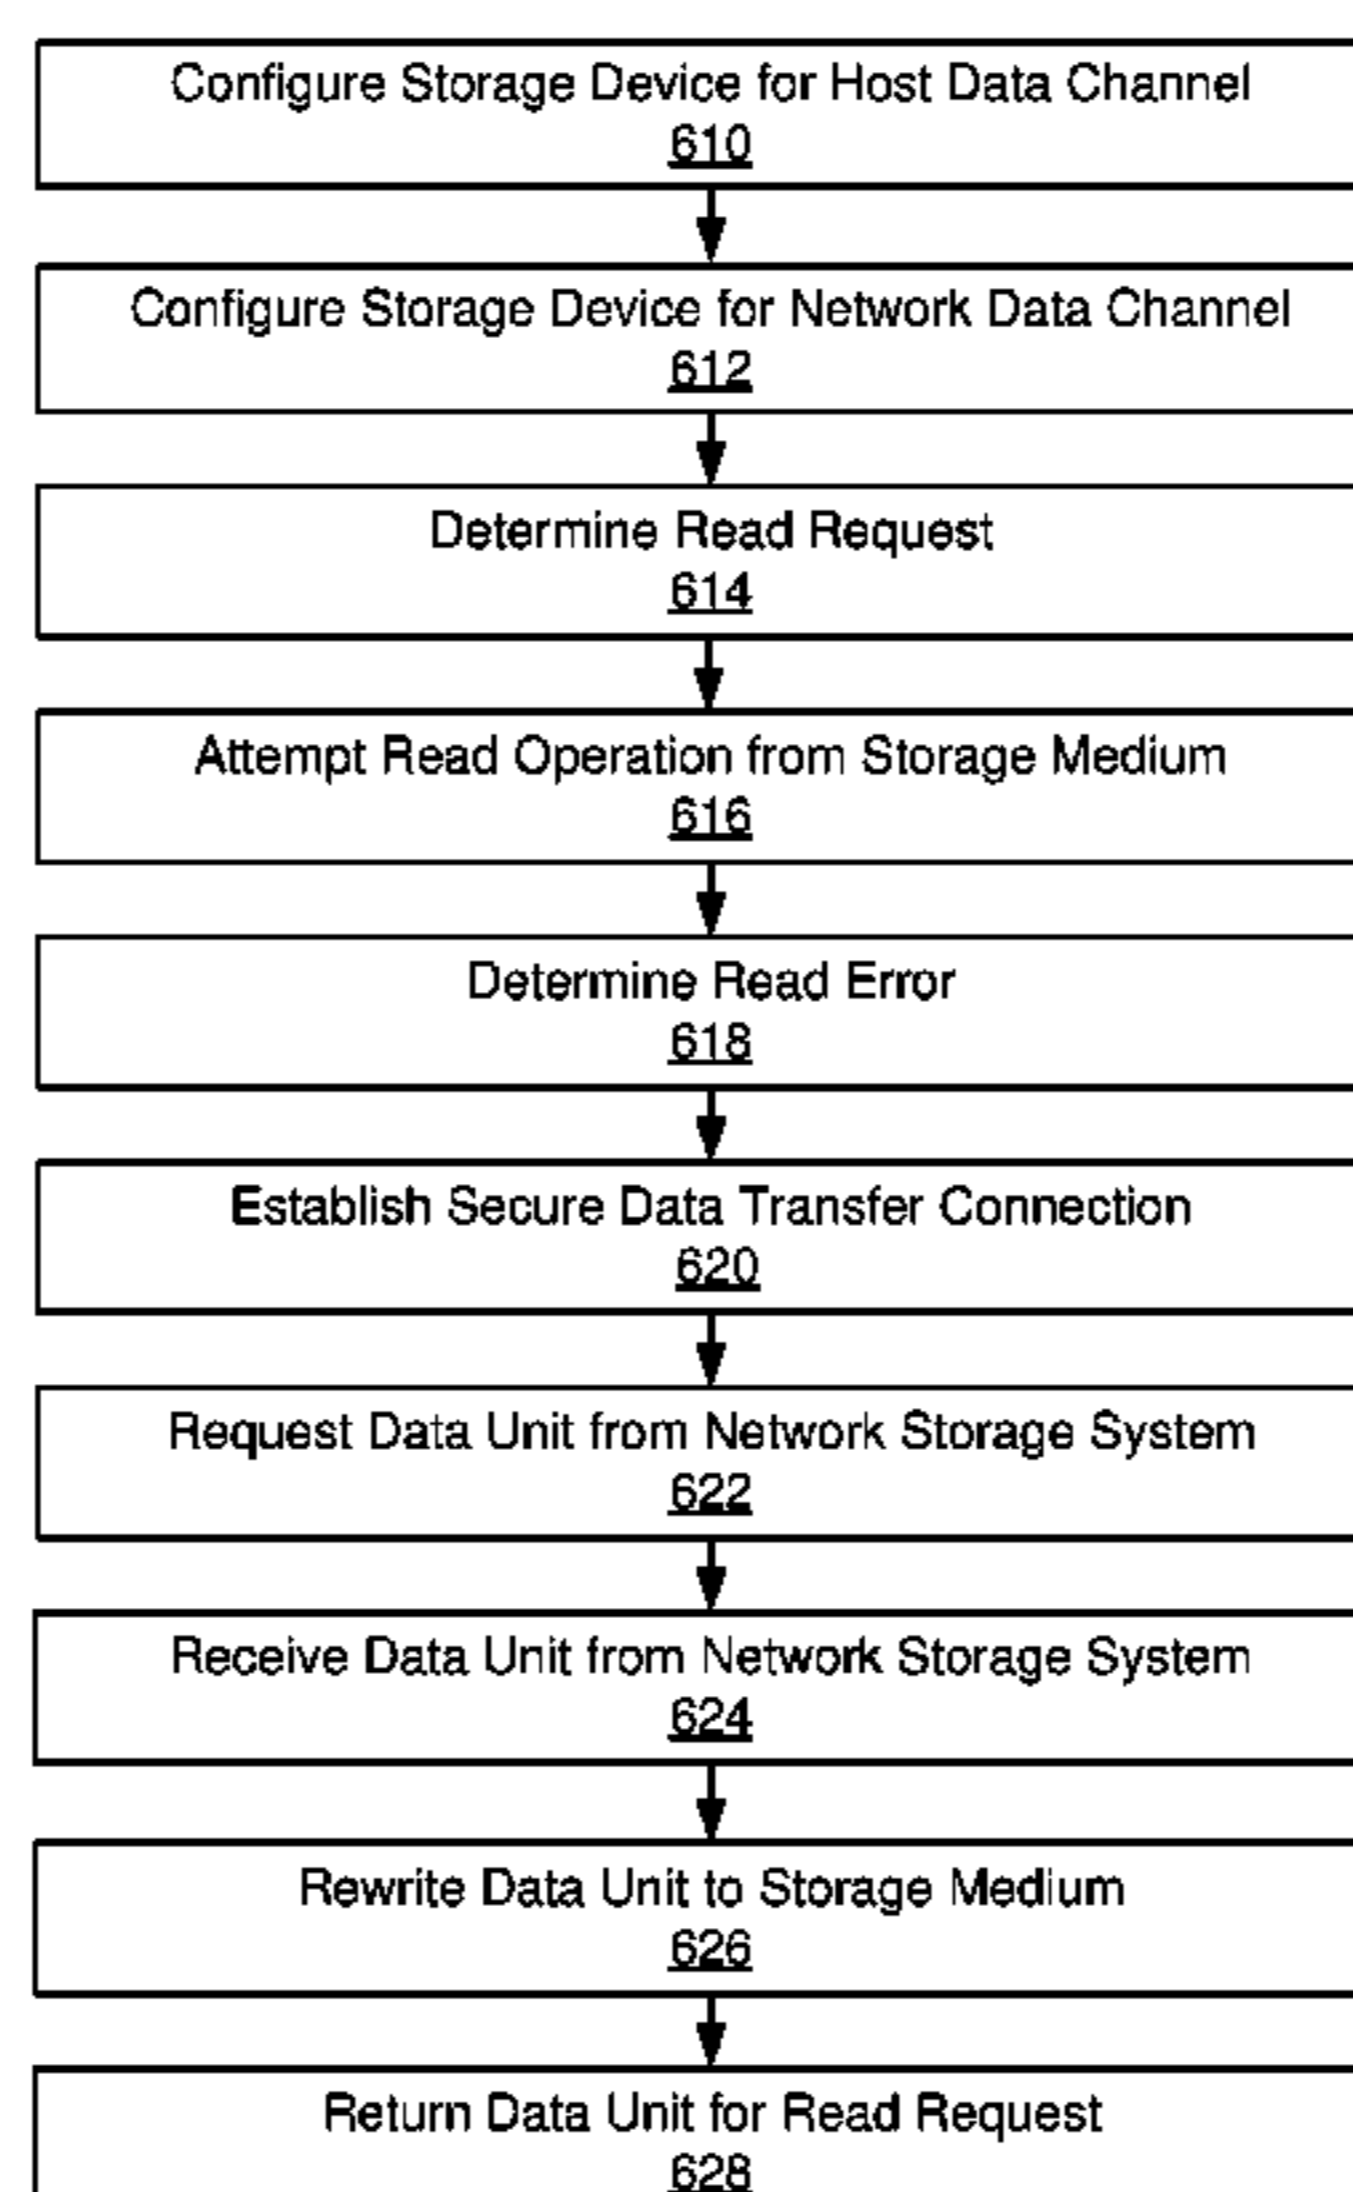 Configure Storage Device for Host Data Channel
610
Configure Storage Device for Network Data Channel
612
Determine Read Request
614
Attempt Read Operation from Storage Medium
616
Determine Read Error
618
Establish Secure Data Transfer Connection
620
Request Data Unit from Network Storage System
622
Receive Data Unit from Network Storage System
624
Rewrite Data Unit to Storage Medium
626
Return Data Unit for Read Request
628